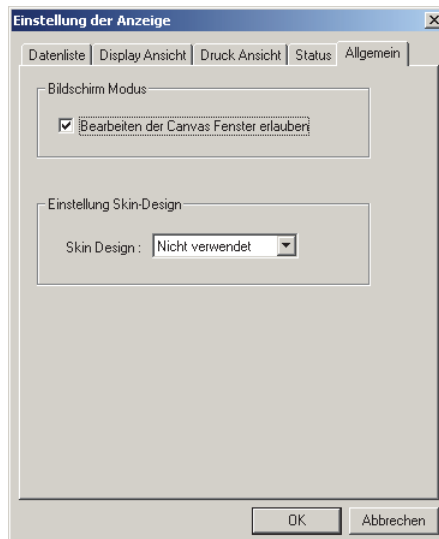 Einstellung der Anzeige
Datenliste Display Ansicht Druck Ansicht Status Allgemein
Bildschirm Modus
Bearbeiten der Canvas Fenster erlauben
Einstellung Skin-Design
Skin Design : Nicht verwendet
OK Abbrechen